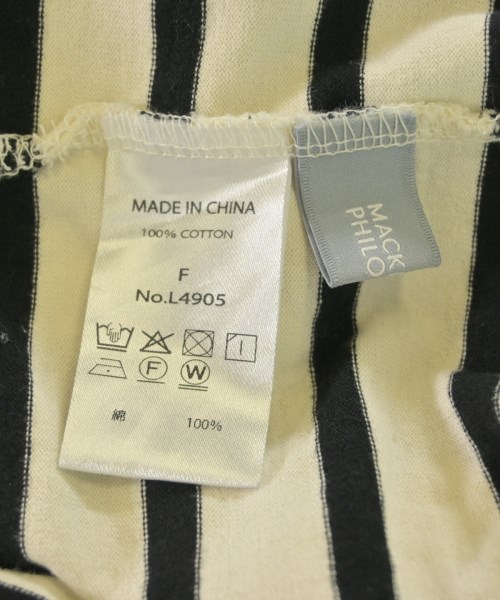 MADE IN CHINA
100% COTTON
F
No.L4905
F W
綿 100%
MACK
PHILO